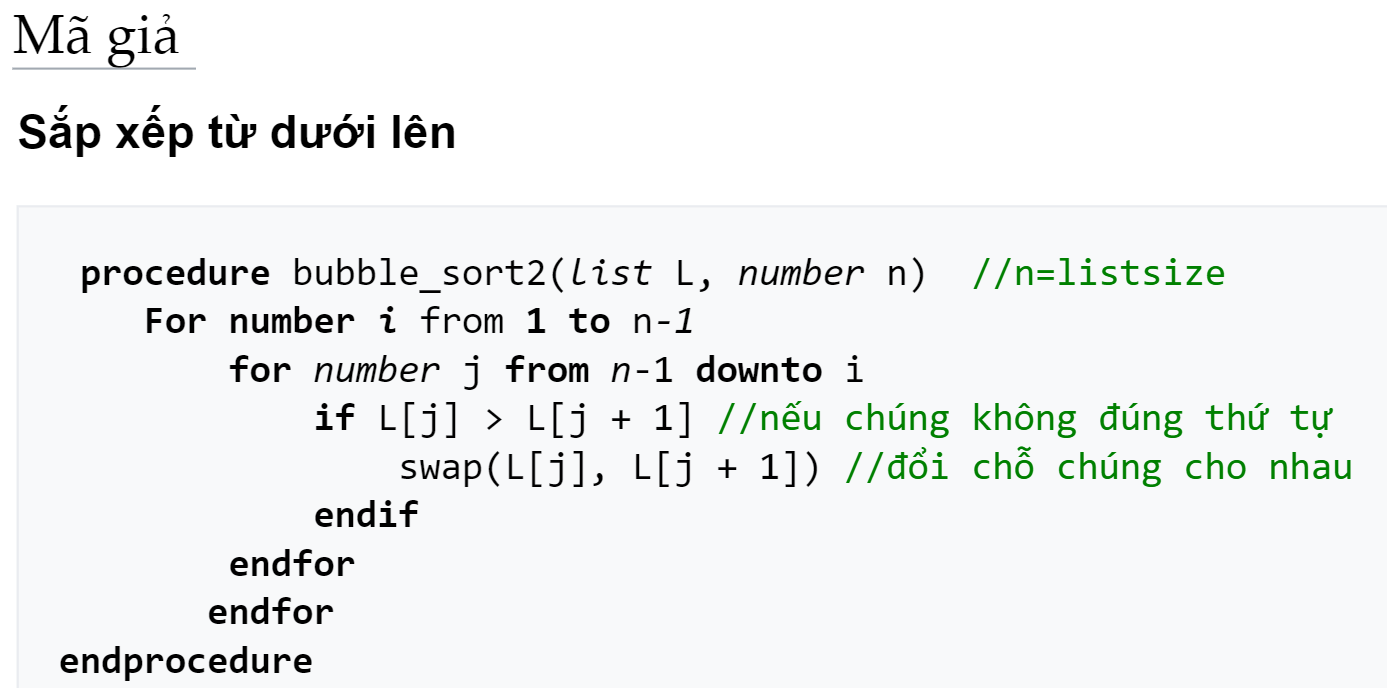 Mã giả
Sắp xếp từ dưới lên
procedure bubble_sort2(list L, number n)  //n=listsize
For number i from 1 to n-1
for number j from n-1 downto i
if L[j] > L[j + 1] //nếu chúng không đúng thứ tự
swap(L[j], L[j + 1]) //đổi chỗ chúng cho nhau
endif
endfor
endfor
endprocedure